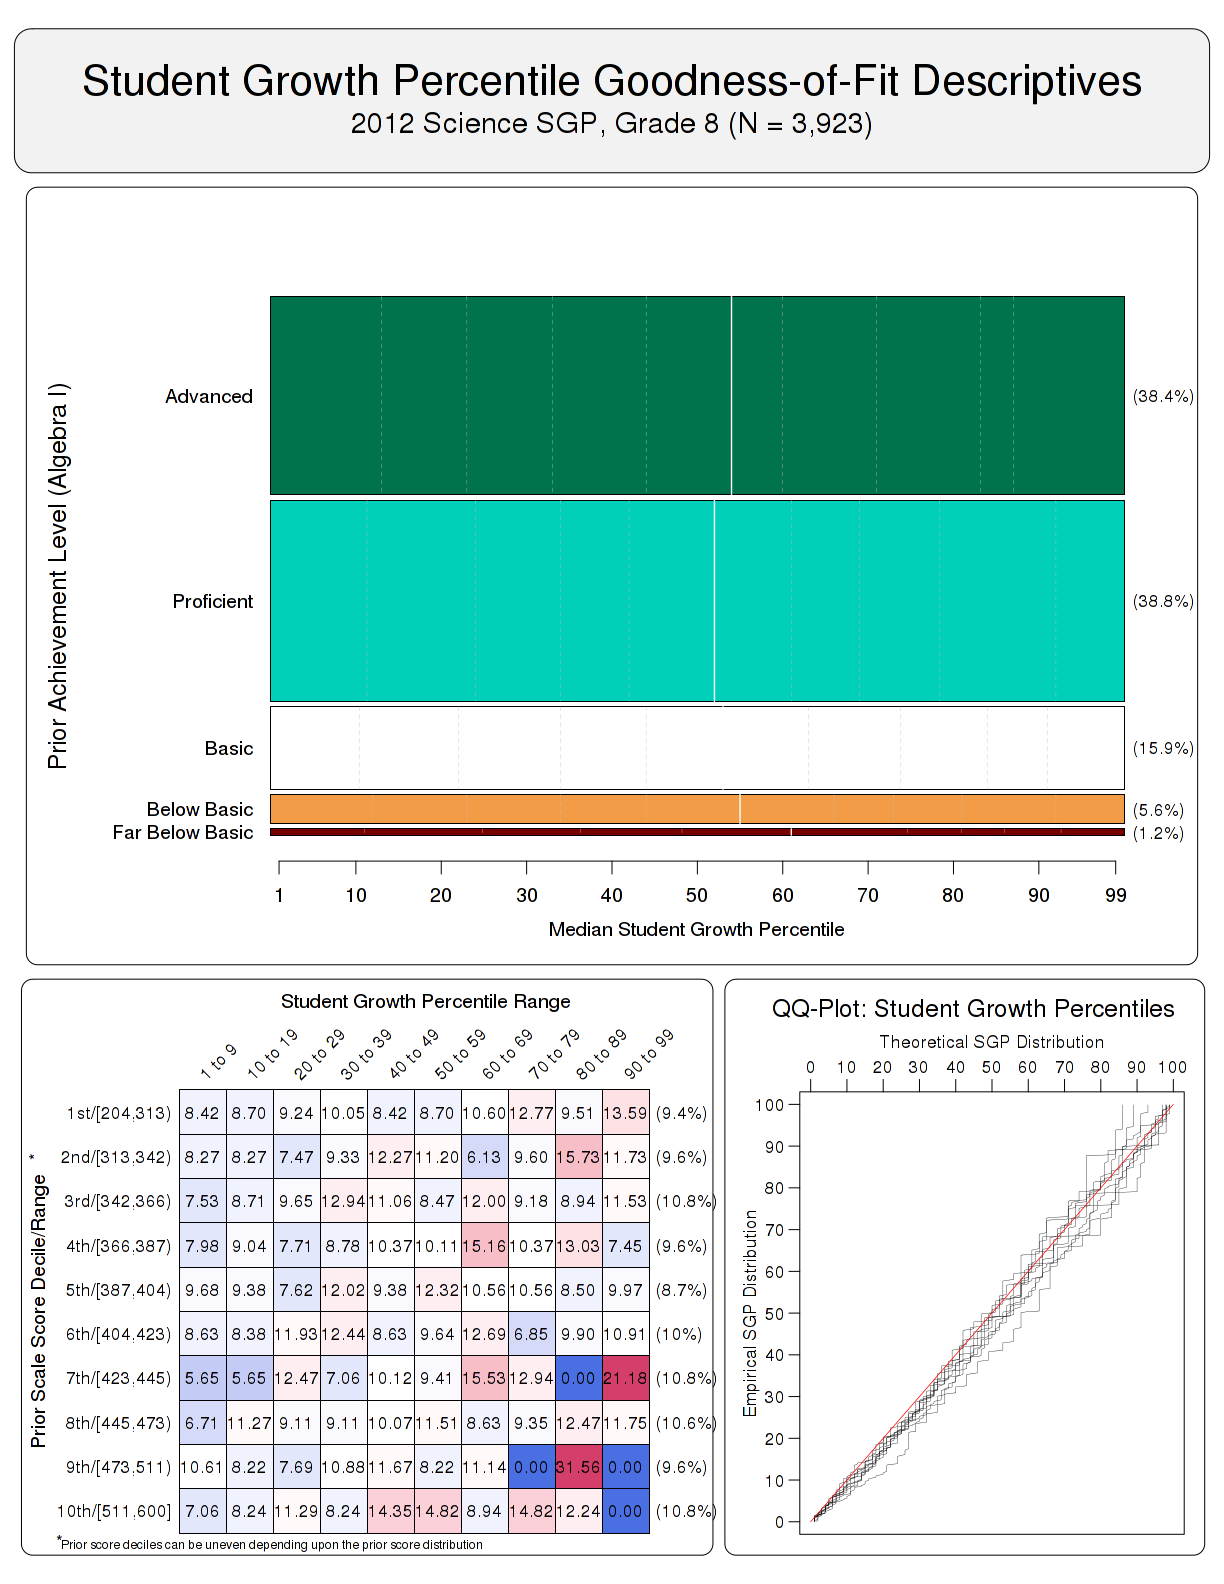 Student Growth Percentile Goodness-of-Fit Descriptives
2012 Science SGP, Grade 8 (N = 3,923)
Prior Achievement Level (Algebra I)
Advanced (38.4%)
Proficient (38.8%)
Basic (15.9%)
Below Basic (5.6%)
Far Below Basic (1.2%)
1 10 20 30 40 50 60 70 80 90 99
Median Student Growth Percentile
Student Growth Percentile Range
1 to 9 10 to 19 20 to 29 30 to 39 40 to 49 50 to 59 60 to 69 70 to 79 80 to 89 90 to 99
Prior Scale Score Decile/Range *
1st/[204,313) 8.42 8.70 9.24 10.05 8.42 8.70 10.60 12.77 9.51 13.59 (9.4%)
2nd/[313,342) 8.27 8.27 7.47 9.33 12.27 11.20 6.13 9.60 15.73 11.73 (9.6%)
3rd/[342,366) 7.53 8.71 9.65 12.94 11.06 8.47 12.00 9.18 8.94 11.53 (10.8%)
4th/[366,387) 7.98 9.04 7.71 8.78 10.37 10.11 15.16 10.37 13.03 7.45 (9.6%)
5th/[387,404) 9.68 9.38 7.62 12.02 9.38 12.32 10.56 10.56 8.50 9.97 (8.7%)
6th/[404,423) 8.63 8.38 11.93 12.44 8.63 9.64 12.69 6.85 9.90 10.91 (10%)
7th/[423,445) 5.65 5.65 12.47 7.06 10.12 9.41 15.53 12.94 0.00 21.18 (10.8%)
8th/[445,473) 6.71 11.27 9.11 9.11 10.07 11.51 8.63 9.35 12.47 11.75 (10.6%)
9th/[473,511) 10.61 8.22 7.69 10.88 11.67 8.22 11.14 0.00 31.56 0.00 (9.6%)
10th/[511,600] 7.06 8.24 11.29 8.24 14.35 14.82 8.94 14.82 12.24 0.00 (10.8%)
*Prior score deciles can be uneven depending upon the prior score distribution
QQ-Plot: Student Growth Percentiles
Theoretical SGP Distribution
0 10 20 30 40 50 60 70 80 90 100
Empirical SGP Distribution
100
90
80
70
60
50
40
30
20
10
0